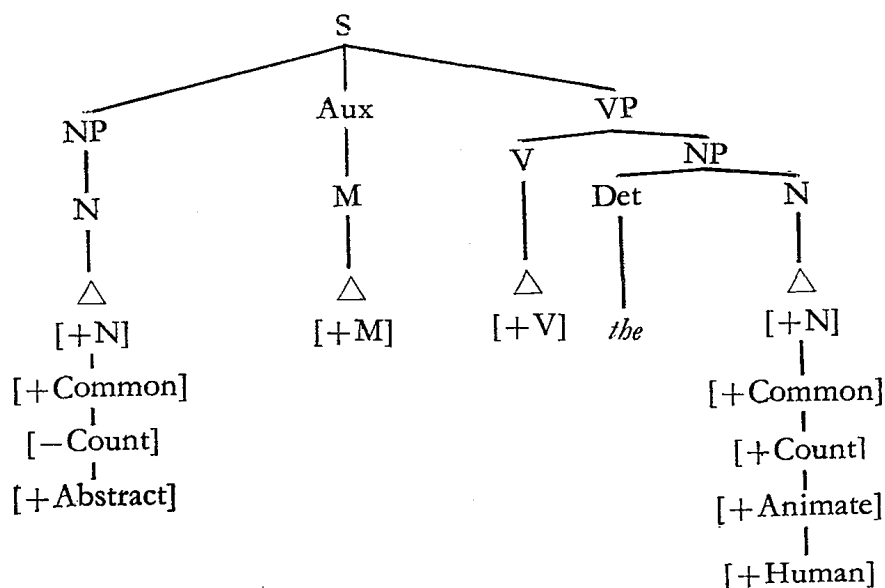 S
NP Aux VP
V NP
N M Det N
△ △ △ △
[+N] [+M] [+V] the [+N]
[+Common] [+Common]
[−Count] [+Count]
[+Abstract] [+Animate]
[+Human]